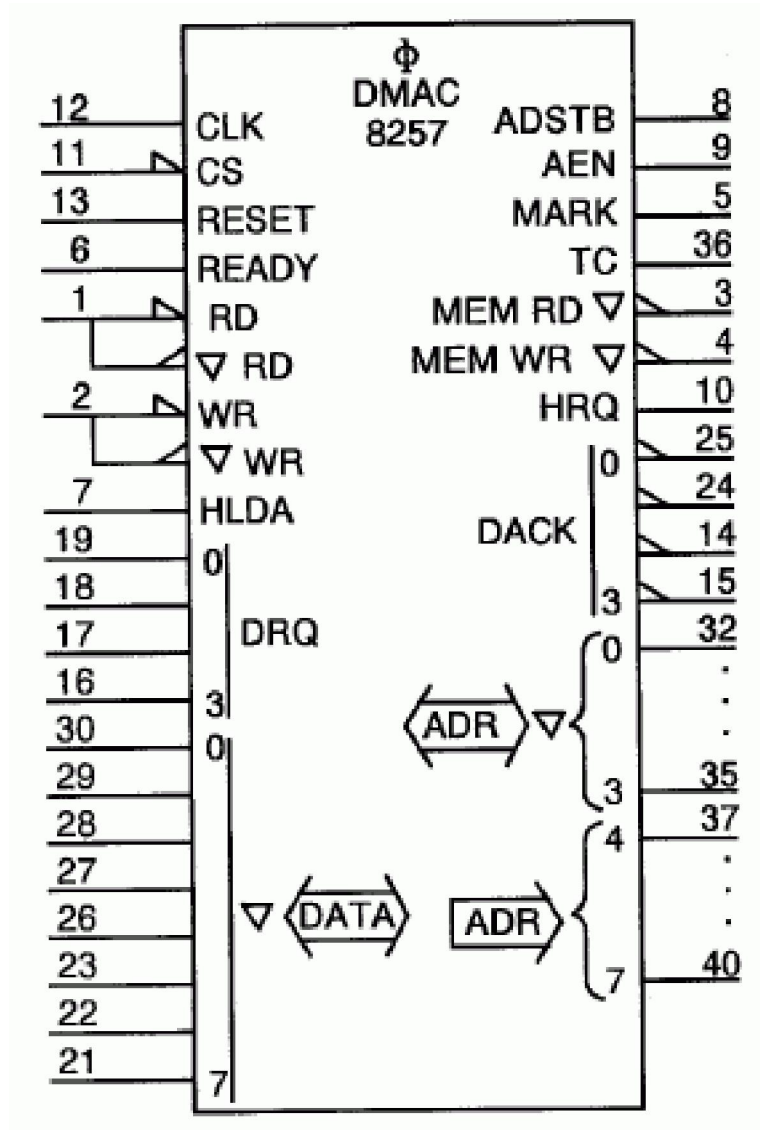 Φ
DMAC
8257
12 CLK
11 CS
13 RESET
6 READY
1 RD
▽ RD
2 WR
▽ WR
7 HLDA
19 0
18
17 DRQ
16 3
30 0
29
28
27
26 ▽ DATA
23
22
21 7
ADSTB 8
AEN 9
MARK 5
TC 36
MEM RD ▽ 3
MEM WR ▽ 4
HRQ 10
0 25
24
DACK 14
3 15
0 32
ADR ▽
3 35
4 37
ADR
7 40